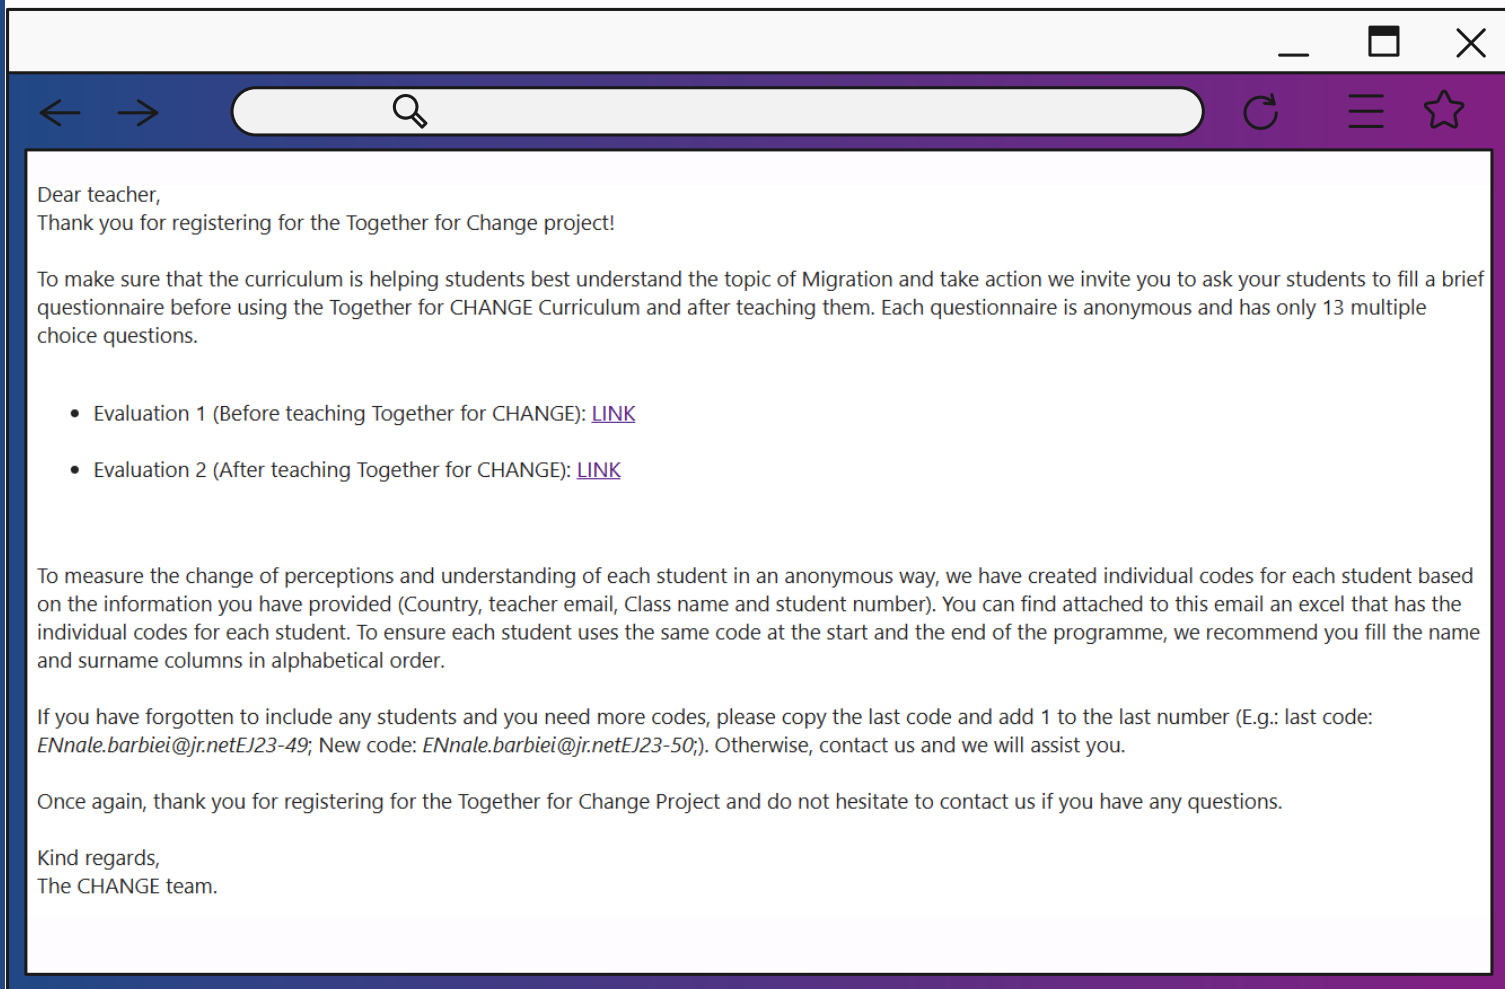 Dear teacher,
Thank you for registering for the Together for Change project!
To make sure that the curriculum is helping students best understand the topic of Migration and take action we invite you to ask your students to fill a brief
questionnaire before using the Together for CHANGE Curriculum and after teaching them. Each questionnaire is anonymous and has only 13 multiple
choice questions.
• Evaluation 1 (Before teaching Together for CHANGE): LINK
• Evaluation 2 (After teaching Together for CHANGE): LINK
To measure the change of perceptions and understanding of each student in an anonymous way, we have created individual codes for each student based
on the information you have provided (Country, teacher email, Class name and student number). You can find attached to this email an excel that has the
individual codes for each student. To ensure each student uses the same code at the start and the end of the programme, we recommend you fill the name
and surname columns in alphabetical order.
If you have forgotten to include any students and you need more codes, please copy the last code and add 1 to the last number (E.g.: last code:
ENnale.barbiei@jr.netEJ23-49; New code: ENnale.barbiei@jr.netEJ23-50;). Otherwise, contact us and we will assist you.
Once again, thank you for registering for the Together for Change Project and do not hesitate to contact us if you have any questions.
Kind regards,
The CHANGE team.